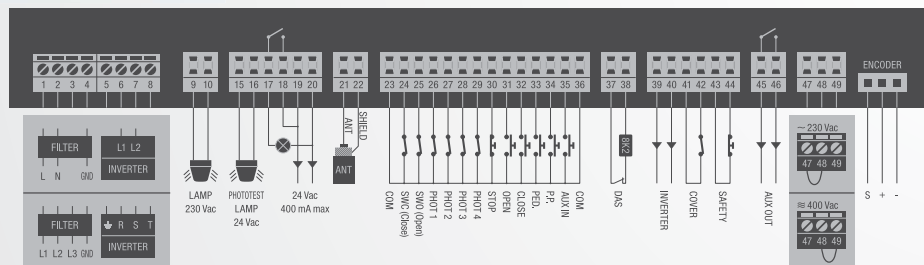 ENCODER
1 2 3 4 5 6 7 8 9 10 15 16 17 18 19 20 21 22 23 24 25 26 27 28 29 30 31 32 33 34 35 36 37 38 39 40 41 42 43 44 45 46 47 48 49
FILTER
L N GND
L1 L2
INVERTER
FILTER
L1 L2 L3 GND
R S T
INVERTER
LAMP
230 Vac
PHOTOTEST
LAMP
24 Vac
24 Vac
400 mA max
ANT
SHIELD
ANT
COM
SWC (Close)
SWO (Open)
PHOT 1
PHOT 2
PHOT 3
PHOT 4
STOP
OPEN
CLOSE
PED.
P.P.
AUX IN
COM
8K2
DAS
INVERTER
COVER
SAFETY
AUX OUT
~ 230 Vac
47 48 49
≋ 400 Vac
47 48 49
S + -